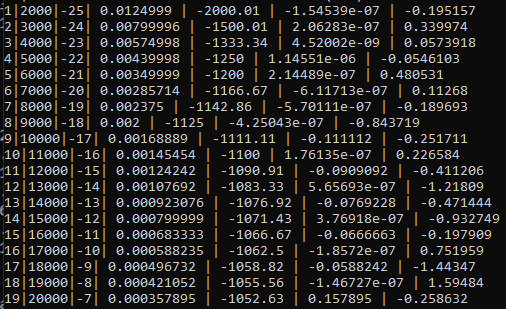 1|2000|-25| 0.0124999 | -2000.01 | -1.54539e-07 | -0.195157
2|3000|-24| 0.00799996 | -1500.01 | 2.06283e-07 | 0.339974
3|4000|-23| 0.00574998 | -1333.34 | 4.52002e-09 | 0.0573918
4|5000|-22| 0.00439998 | -1250 | 1.14551e-06 | -0.0546103
5|6000|-21| 0.00349999 | -1200 | 2.14489e-07 | 0.480531
6|7000|-20| 0.00285714 | -1166.67 | -6.11713e-07 | 0.11268
7|8000|-19| 0.002375 | -1142.86 | -5.70111e-07 | -0.189693
8|9000|-18| 0.002 | -1125 | -4.25043e-07 | -0.843719
9|10000|-17| 0.00168889 | -1111.11 | -0.111112 | -0.251711
10|11000|-16| 0.00145454 | -1100 | 1.76135e-07 | 0.226584
11|12000|-15| 0.00124242 | -1090.91 | -0.0909092 | -0.411206
12|13000|-14| 0.00107692 | -1083.33 | 5.65693e-07 | -1.21809
13|14000|-13| 0.000923076 | -1076.92 | -0.0769228 | -0.471444
14|15000|-12| 0.000799999 | -1071.43 | 3.76918e-07 | -0.932749
15|16000|-11| 0.000683333 | -1066.67 | -0.0666663 | -0.197909
16|17000|-10| 0.000588235 | -1062.5 | -1.8572e-07 | 0.751959
17|18000|-9| 0.000496732 | -1058.82 | -0.0588242 | -1.44347
18|19000|-8| 0.000421052 | -1055.56 | -1.46727e-07 | 1.59484
19|20000|-7| 0.000357895 | -1052.63 | 0.157895 | -0.258632